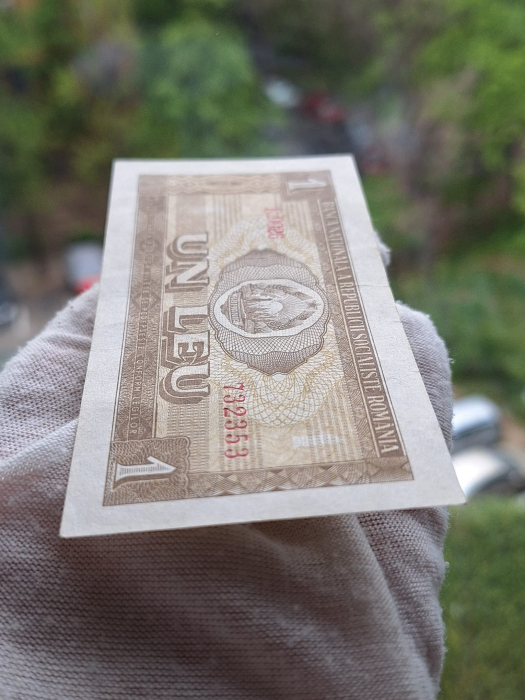 BANCA NAȚIONALĂ A REPUBLICII SOCIALISTE ROMÂNIA
1
UN LEU
732353
1